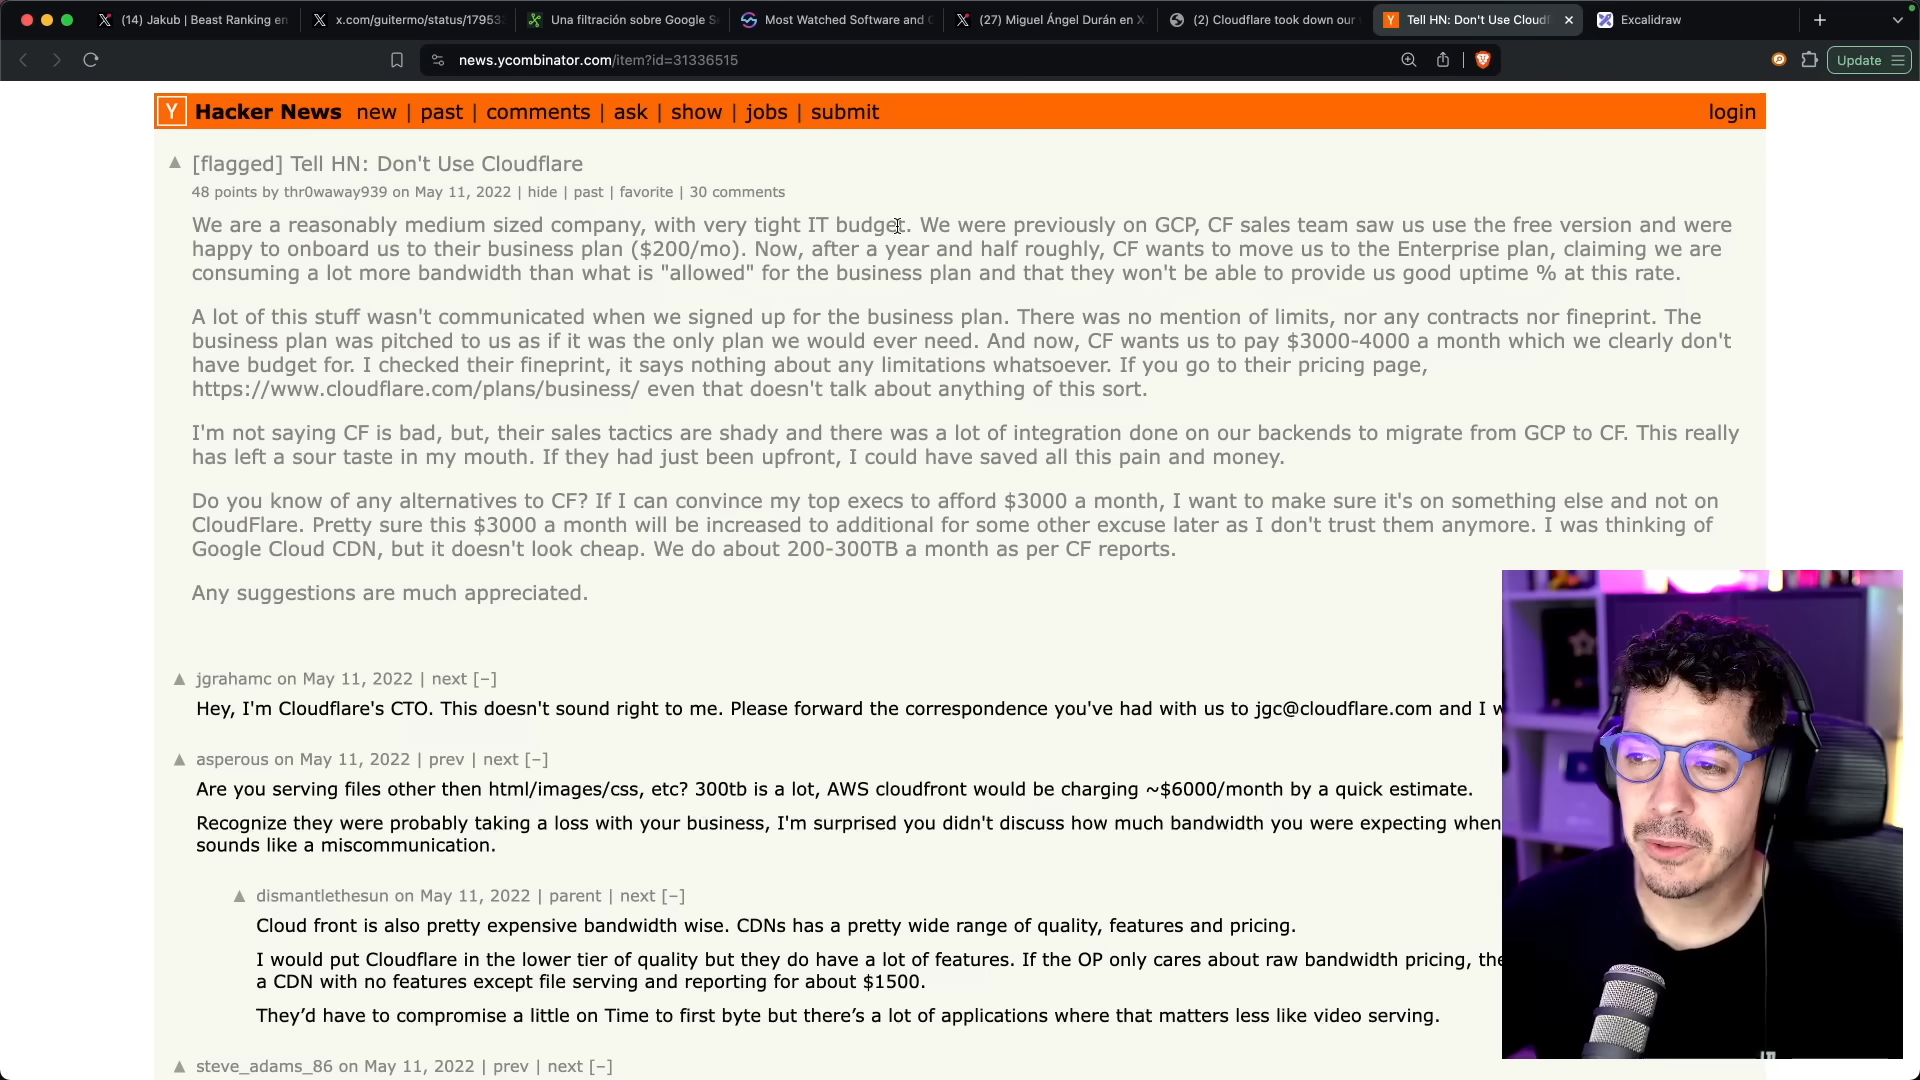 (14) Jakub | Beast Ranking en
x.com/guitermo/status/17953
Una filtración sobre Google S
Most Watched Software and
(27) Miguel Ángel Durán en X
(2) Cloudflare took down our
Tell HN: Don't Use Cloudf
Excalidraw
news.ycombinator.com/item?id=31336515
Update
Y Hacker News new | past | comments | ask | show | jobs | submit login
[flagged] Tell HN: Don't Use Cloudflare
48 points by thr0waway939 on May 11, 2022 | hide | past | favorite | 30 comments
We are a reasonably medium sized company, with very tight IT budget. We were previously on GCP, CF sales team saw us use the free version and were
happy to onboard us to their business plan ($200/mo). Now, after a year and half roughly, CF wants to move us to the Enterprise plan, claiming we are
consuming a lot more bandwidth than what is "allowed" for the business plan and that they won't be able to provide us good uptime % at this rate.
A lot of this stuff wasn't communicated when we signed up for the business plan. There was no mention of limits, nor any contracts nor fineprint. The
business plan was pitched to us as if it was the only plan we would ever need. And now, CF wants us to pay $3000-4000 a month which we clearly don't
have budget for. I checked their fineprint, it says nothing about any limitations whatsoever. If you go to their pricing page,
https://www.cloudflare.com/plans/business/ even that doesn't talk about anything of this sort.
I'm not saying CF is bad, but, their sales tactics are shady and there was a lot of integration done on our backends to migrate from GCP to CF. This really
has left a sour taste in my mouth. If they had just been upfront, I could have saved all this pain and money.
Do you know of any alternatives to CF? If I can convince my top execs to afford $3000 a month, I want to make sure it's on something else and not on
CloudFlare. Pretty sure this $3000 a month will be increased to additional for some other excuse later as I don't trust them anymore. I was thinking of
Google Cloud CDN, but it doesn't look cheap. We do about 200-300TB a month as per CF reports.
Any suggestions are much appreciated.
jgrahamc on May 11, 2022 | next [–]
Hey, I'm Cloudflare's CTO. This doesn't sound right to me. Please forward the correspondence you've had with us to jgc@cloudflare.com and I w
asperous on May 11, 2022 | prev | next [–]
Are you serving files other then html/images/css, etc? 300tb is a lot, AWS cloudfront would be charging ~$6000/month by a quick estimate.
Recognize they were probably taking a loss with your business, I'm surprised you didn't discuss how much bandwidth you were expecting when
sounds like a miscommunication.
dismantlethesun on May 11, 2022 | parent | next [–]
Cloud front is also pretty expensive bandwidth wise. CDNs has a pretty wide range of quality, features and pricing.
I would put Cloudflare in the lower tier of quality but they do have a lot of features. If the OP only cares about raw bandwidth pricing, the
a CDN with no features except file serving and reporting for about $1500.
They’d have to compromise a little on Time to first byte but there’s a lot of applications where that matters less like video serving.
steve_adams_86 on May 11, 2022 | prev | next [–]